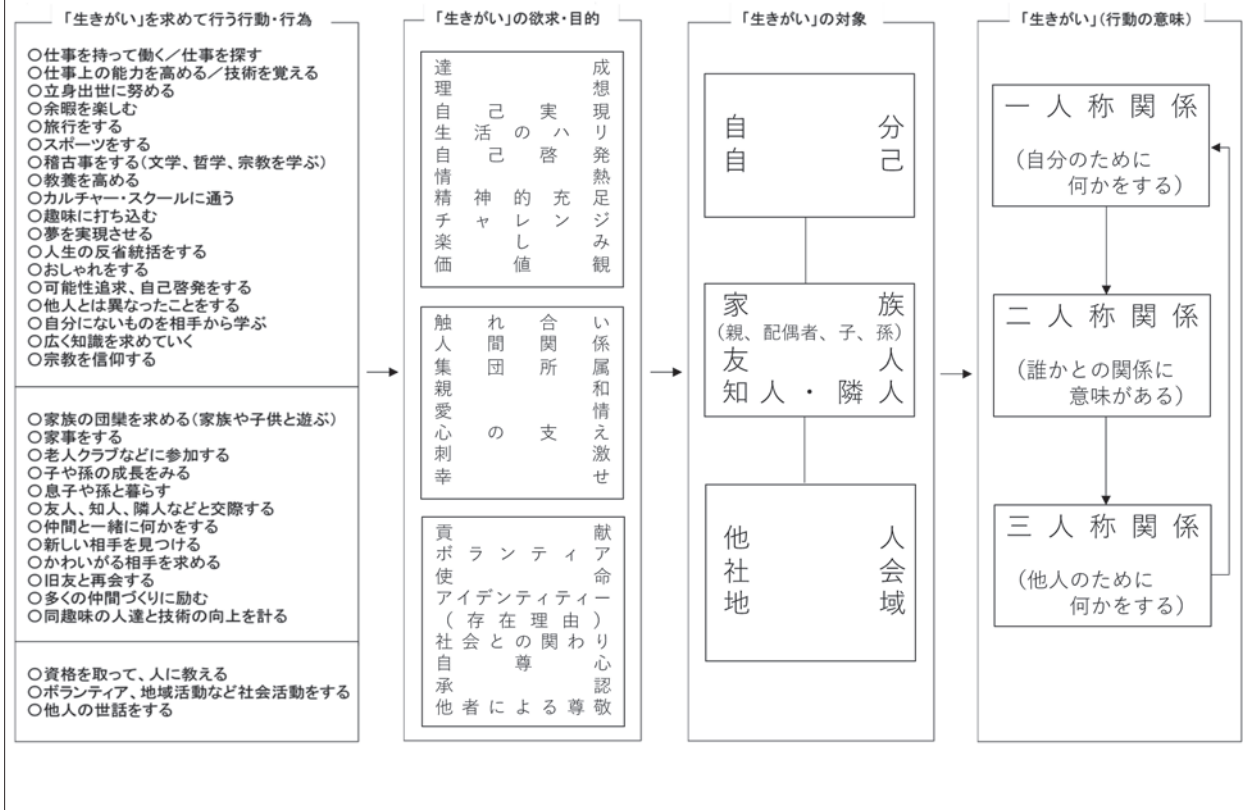 「生きがい」を求めて行う行動・行為
○仕事を持って働く／仕事を探す
○仕事上の能力を高める／技術を覚える
○立身出世に努める
○余暇を楽しむ
○旅行をする
○スポーツをする
○稽古事をする(文学、哲学、宗教を学ぶ)
○教養を高める
○カルチャー・スクールに通う
○趣味に打ち込む
○夢を実現させる
○人生の反省統括をする
○おしゃれをする
○可能性追求、自己啓発をする
○他人とは異なったことをする
○自分にないものを相手から学ぶ
○広く知識を求めていく
○宗教を信仰する
○家族の団欒を求める(家族や子供と遊ぶ)
○家事をする
○老人クラブなどに参加する
○子や孫の成長をみる
○息子や孫と暮らす
○友人、知人、隣人などと交際する
○仲間と一緒に何かをする
○新しい相手を見つける
○かわいがる相手を求める
○旧友と再会する
○多くの仲間づくりに励む
○同趣味の人達と技術の向上を計る
○資格を取って、人に教える
○ボランティア、地域活動など社会活動をする
○他人の世話をする
「生きがい」の欲求・目的
達成
理想
自己実現
生活のハリ
自己啓発
情熱
精神的充足
チャレンジ
楽しみ
価値観
触れ合い
人間関係
集団所属
親和
愛情
心の支え
刺激
幸せ
貢献
ボランティア
使命
アイデンティティー
(存在理由)
社会との関わり
自尊心
承認
他者による尊敬
「生きがい」の対象
自分
自己
家族
(親、配偶者、子、孫)
友人
知人・隣人
他人
社会
地域
「生きがい」(行動の意味)
一人称関係
(自分のために
何かをする)
二人称関係
(誰かとの関係に
意味がある)
三人称関係
(他人のために
何かをする)